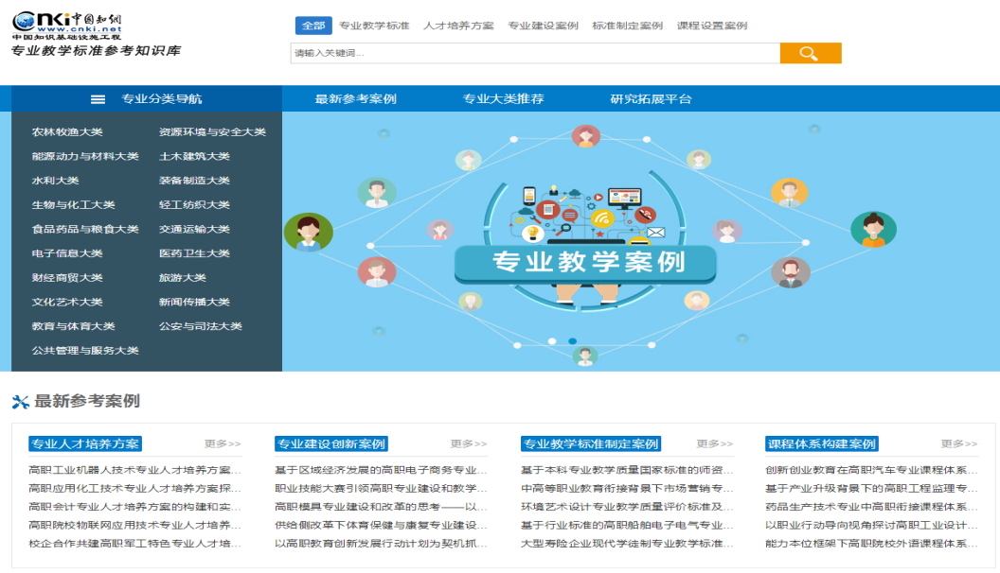 cnki中国知网
www.cnki.net
中国知识基础设施工程
专业教学标准参考知识库
全部 专业教学标准 人才培养方案 专业建设案例 标准制定案例 课程设置案例
请输入关键词...
专业分类导航 最新参考案例 专业大类推荐 研究拓展平台
农林牧渔大类 资源环境与安全大类
能源动力与材料大类 土木建筑大类
水利大类 装备制造大类
生物与化工大类 轻工纺织大类
食品药品与粮食大类 交通运输大类
电子信息大类 医药卫生大类
财经商贸大类 旅游大类
文化艺术大类 新闻传播大类
教育与体育大类 公安与司法大类
公共管理与服务大类
专业教学案例
最新参考案例
专业人才培养方案 更多>> 专业建设创新案例 更多>> 专业教学标准制定案例 更多>> 课程体系构建案例 更多>>
高职工业机器人技术专业人才培养方案... 基于区域经济发展的高职电子商务专业... 基于本科专业教学质量国家标准的师资... 创新创业教育在高职汽车专业课程体系...
高职应用化工技术专业人才培养方案探... 职业技能大赛引领高职专业建设和教学... 中高等职业教育衔接背景下市场营销专... 基于产业升级背景下的高职工程监理专...
高职会计专业人才培养方案的构建和实... 高职模具专业建设和改革的思考——以... 环境艺术设计专业教学质量评价标准及... 药品生产技术专业中高职衔接课程体系...
高职院校物联网应用技术专业人才培养... 供给侧改革下体育保健与康复专业建设... 基于行业标准的高职船舶电子电气专业... 以职业行动导向视角探讨高职工业设计...
校企合作共建高职军工特色专业人才培... 以高职教育创新发展行动计划为契机抓... 大型寿险企业现代学徒制专业教学标准... 能力本位框架下高职院校外语课程体系...